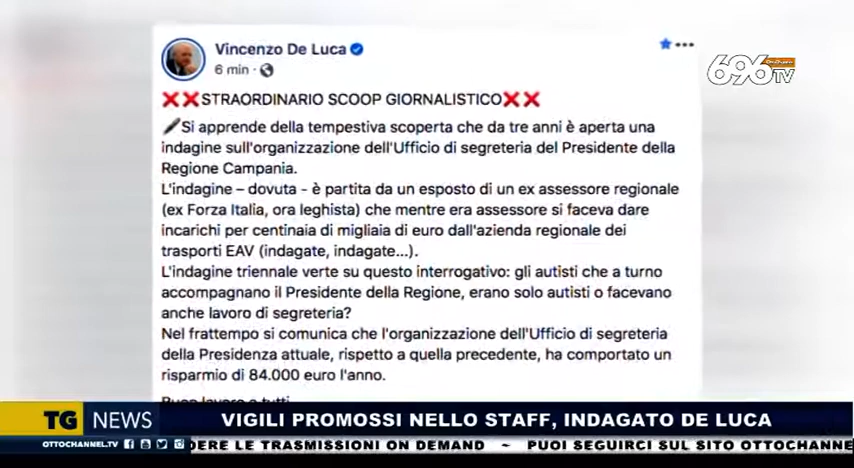 Vincenzo De Luca
6 min ·
696 TV
❌❌STRAORDINARIO SCOOP GIORNALISTICO❌❌
Si apprende della tempestiva scoperta che da tre anni è aperta una
indagine sull'organizzazione dell'Ufficio di segreteria del Presidente della
Regione Campania.
L'indagine – dovuta - è partita da un esposto di un ex assessore regionale
(ex Forza Italia, ora leghista) che mentre era assessore si faceva dare
incarichi per centinaia di migliaia di euro dall'azienda regionale dei
trasporti EAV (indagate, indagate...).
L'indagine triennale verte su questo interrogativo: gli autisti che a turno
accompagnano il Presidente della Regione, erano solo autisti o facevano
anche lavoro di segreteria?
Nel frattempo si comunica che l'organizzazione dell'Ufficio di segreteria
della Presidenza attuale, rispetto a quella precedente, ha comportato un
risparmio di 84.000 euro l'anno.
Buon lavoro a tutti
TG NEWS
VIGILI PROMOSSI NELLO STAFF, INDAGATO DE LUCA
OTTOCHANNEL.TV
DERE LE TRASMISSIONI ON DEMAND ~ PUOI SEGUIRCI SUL SITO OTTOCHANNE